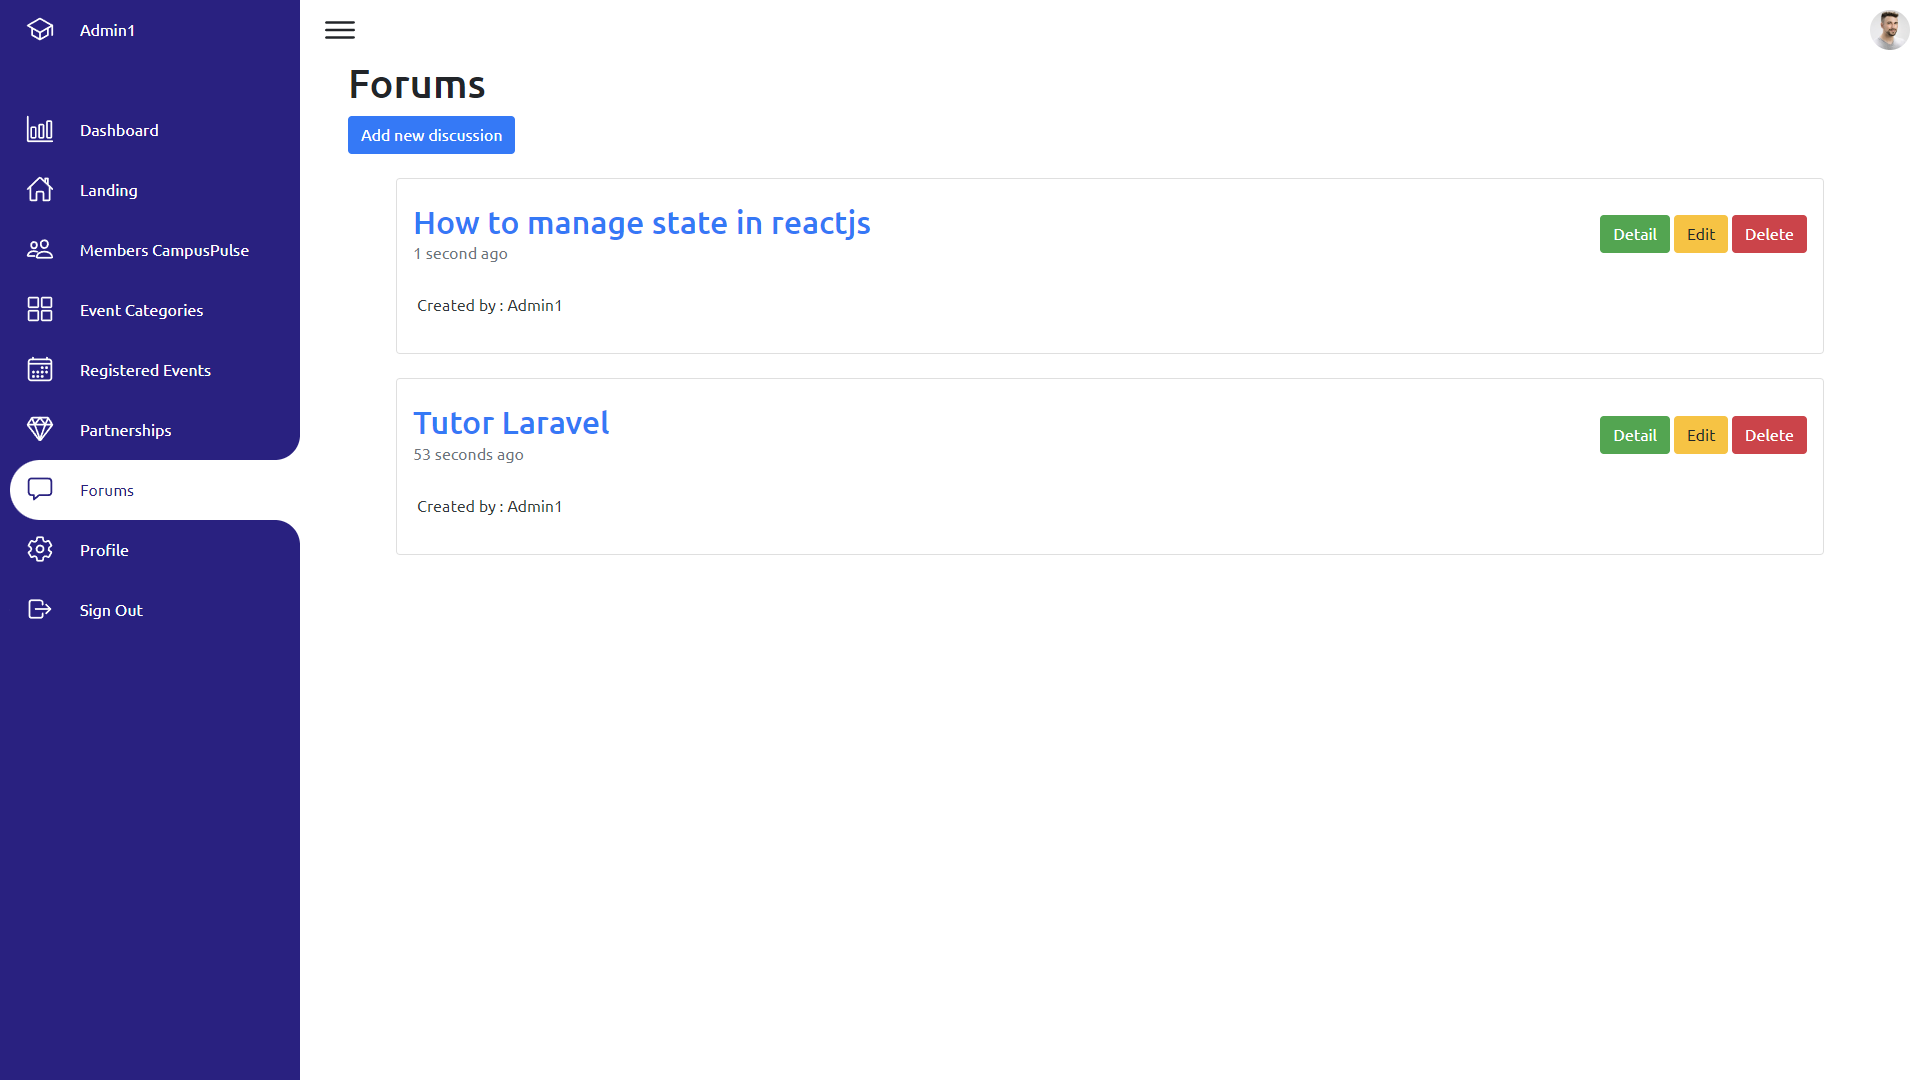 Admin1
Dashboard
Landing
Members CampusPulse
Event Categories
Registered Events
Partnerships
Forums
Profile
Sign Out
Forums
Add new discussion
How to manage state in reactjs
1 second ago
Created by : Admin1
Detail Edit Delete
Tutor Laravel
53 seconds ago
Created by : Admin1
Detail Edit Delete